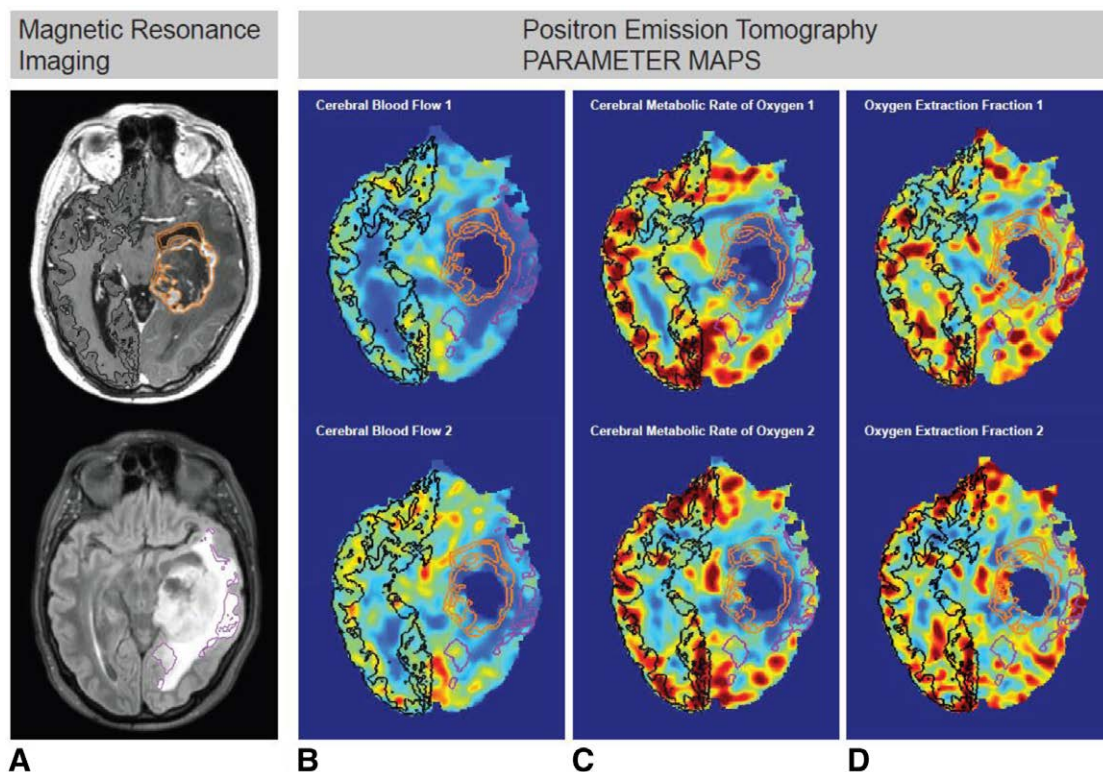 Magnetic Resonance
Imaging
Positron Emission Tomography
PARAMETER MAPS
Cerebral Blood Flow 1
Cerebral Metabolic Rate of Oxygen 1
Oxygen Extraction Fraction 1
Cerebral Blood Flow 2
Cerebral Metabolic Rate of Oxygen 2
Oxygen Extraction Fraction 2
A
B
C
D